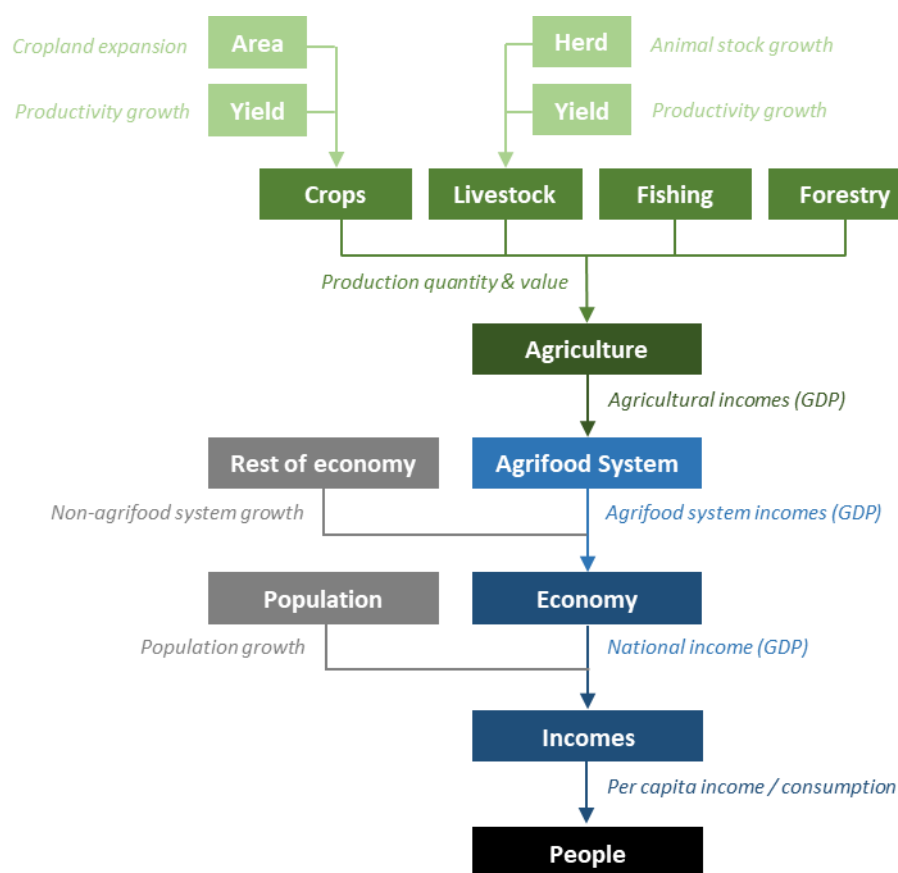 Cropland expansion
Area
Herd
Animal stock growth
Productivity growth
Yield
Yield
Productivity growth
Crops
Livestock
Fishing
Forestry
Production quantity & value
Agriculture
Agricultural incomes (GDP)
Rest of economy
Agrifood System
Non-agrifood system growth
Agrifood system incomes (GDP)
Population
Economy
Population growth
National income (GDP)
Incomes
Per capita income / consumption
People